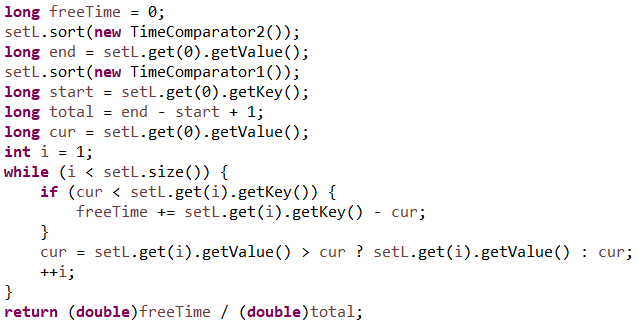 long freeTime = 0;
setL.sort(new TimeComparator2());
long end = setL.get(0).getValue();
setL.sort(new TimeComparator1());
long start = setL.get(0).getKey();
long total = end - start + 1;
long cur = setL.get(0).getValue();
int i = 1;
while (i < setL.size()) {
    if (cur < setL.get(i).getKey()) {
        freeTime += setL.get(i).getKey() - cur;
    }
    cur = setL.get(i).getValue() > cur ? setL.get(i).getValue() : cur;
    ++i;
}
return (double)freeTime / (double)total;